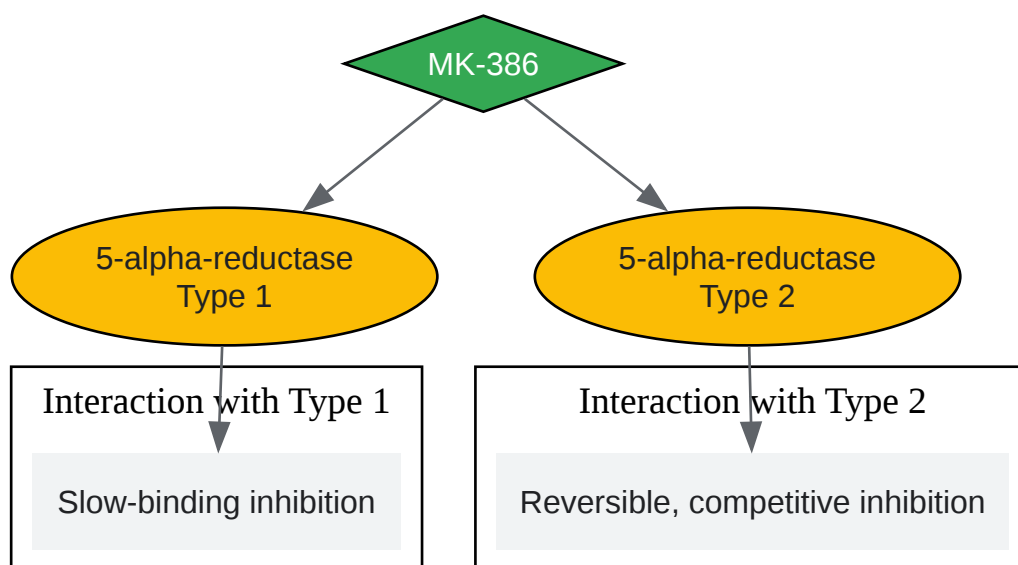 MK-386
5-alpha-reductase
Type 1
5-alpha-reductase
Type 2
Interaction with Type 1
Interaction with Type 2
Slow-binding inhibition
Reversible, competitive inhibition